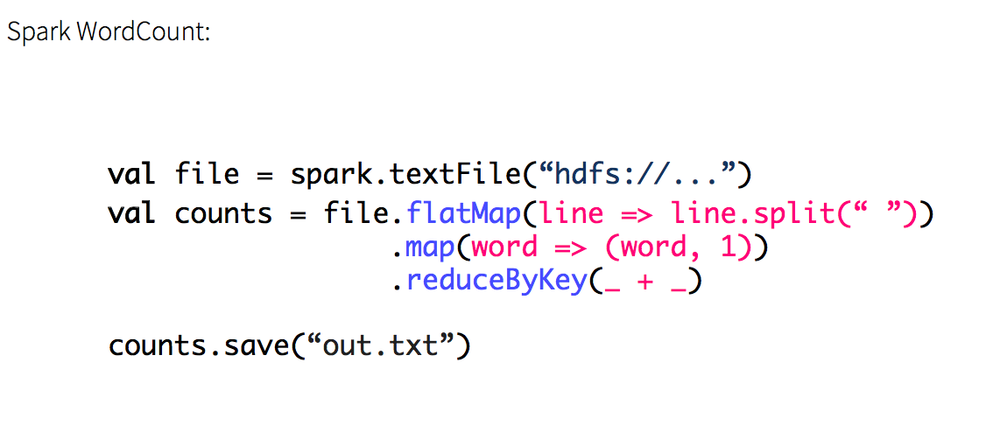 Spark WordCount:
val file = spark.textFile(“hdfs://...”)
val counts = file.flatMap(line => line.split(“ ”))
.map(word => (word, 1))
.reduceByKey(_ + _)
counts.save(“out.txt”)